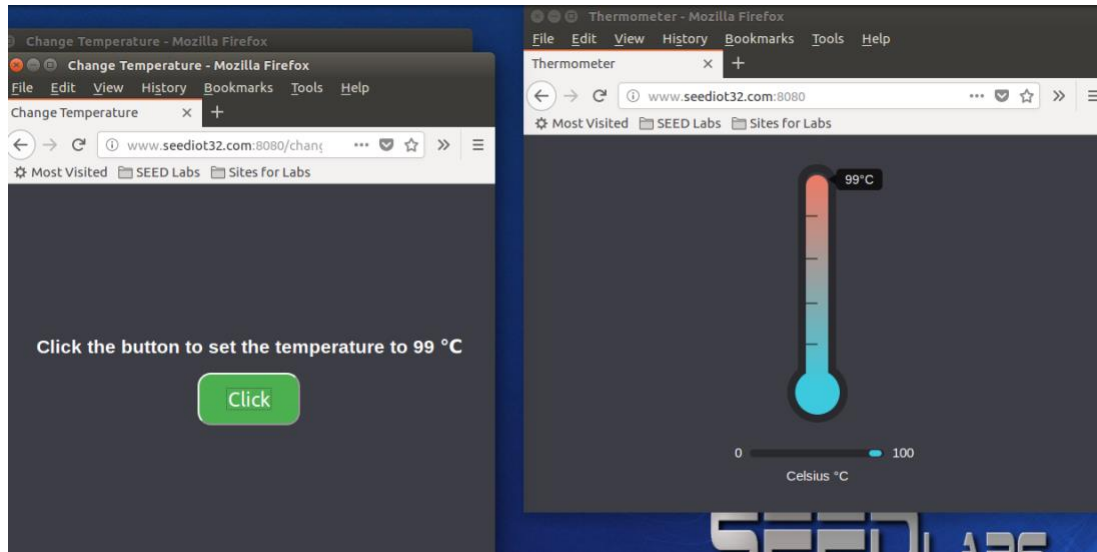 Change Temperature - Mozilla Firefox
Change Temperature - Mozilla Firefox
File Edit View History Bookmarks Tools Help
Change Temperature × +
www.seediot32.com:8080/chang
Most Visited SEED Labs Sites for Labs
Click the button to set the temperature to 99 °C
Click
Thermometer - Mozilla Firefox
File Edit View History Bookmarks Tools Help
Thermometer × +
www.seediot32.com:8080
Most Visited SEED Labs Sites for Labs
99°C
0 100
Celsius °C
SEED LABS